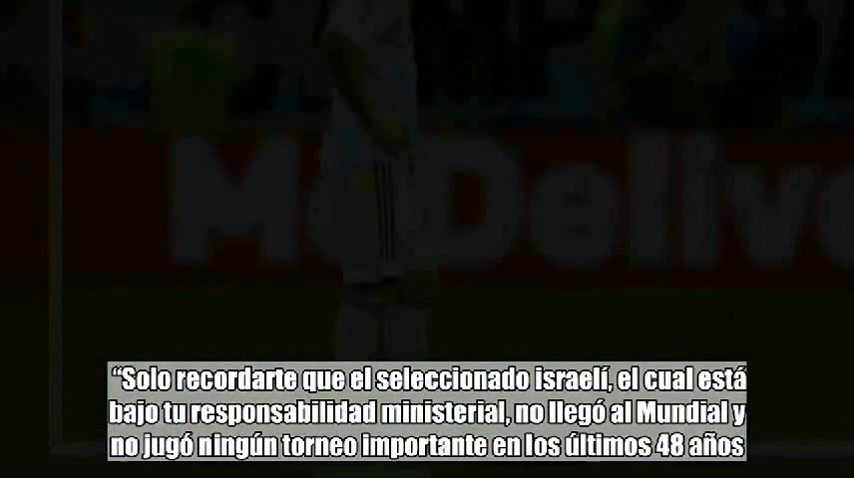 McDelive
“Solo recordarte que el seleccionado israelí, el cual está
bajo tu responsabilidad ministerial, no llegó al Mundial y
no jugó ningún torneo importante en los últimos 48 años